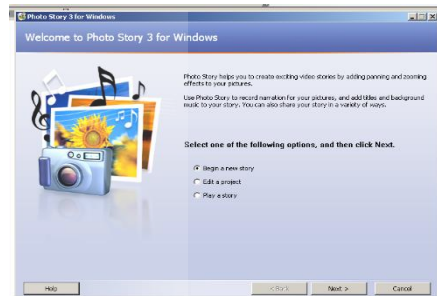 Photo Story 3 for Windows
Welcome to Photo Story 3 for Windows
Photo Story helps you to create exciting video stories by adding panning and zooming
effects to your pictures.
Use Photo Story to record narration for your pictures, and add titles and background
music to your story. You can also share your story in a variety of ways.
Select one of the following options, and then click Next.
Begin a new story
Edit a project
Play a story
Help
< Back
Next >
Cancel